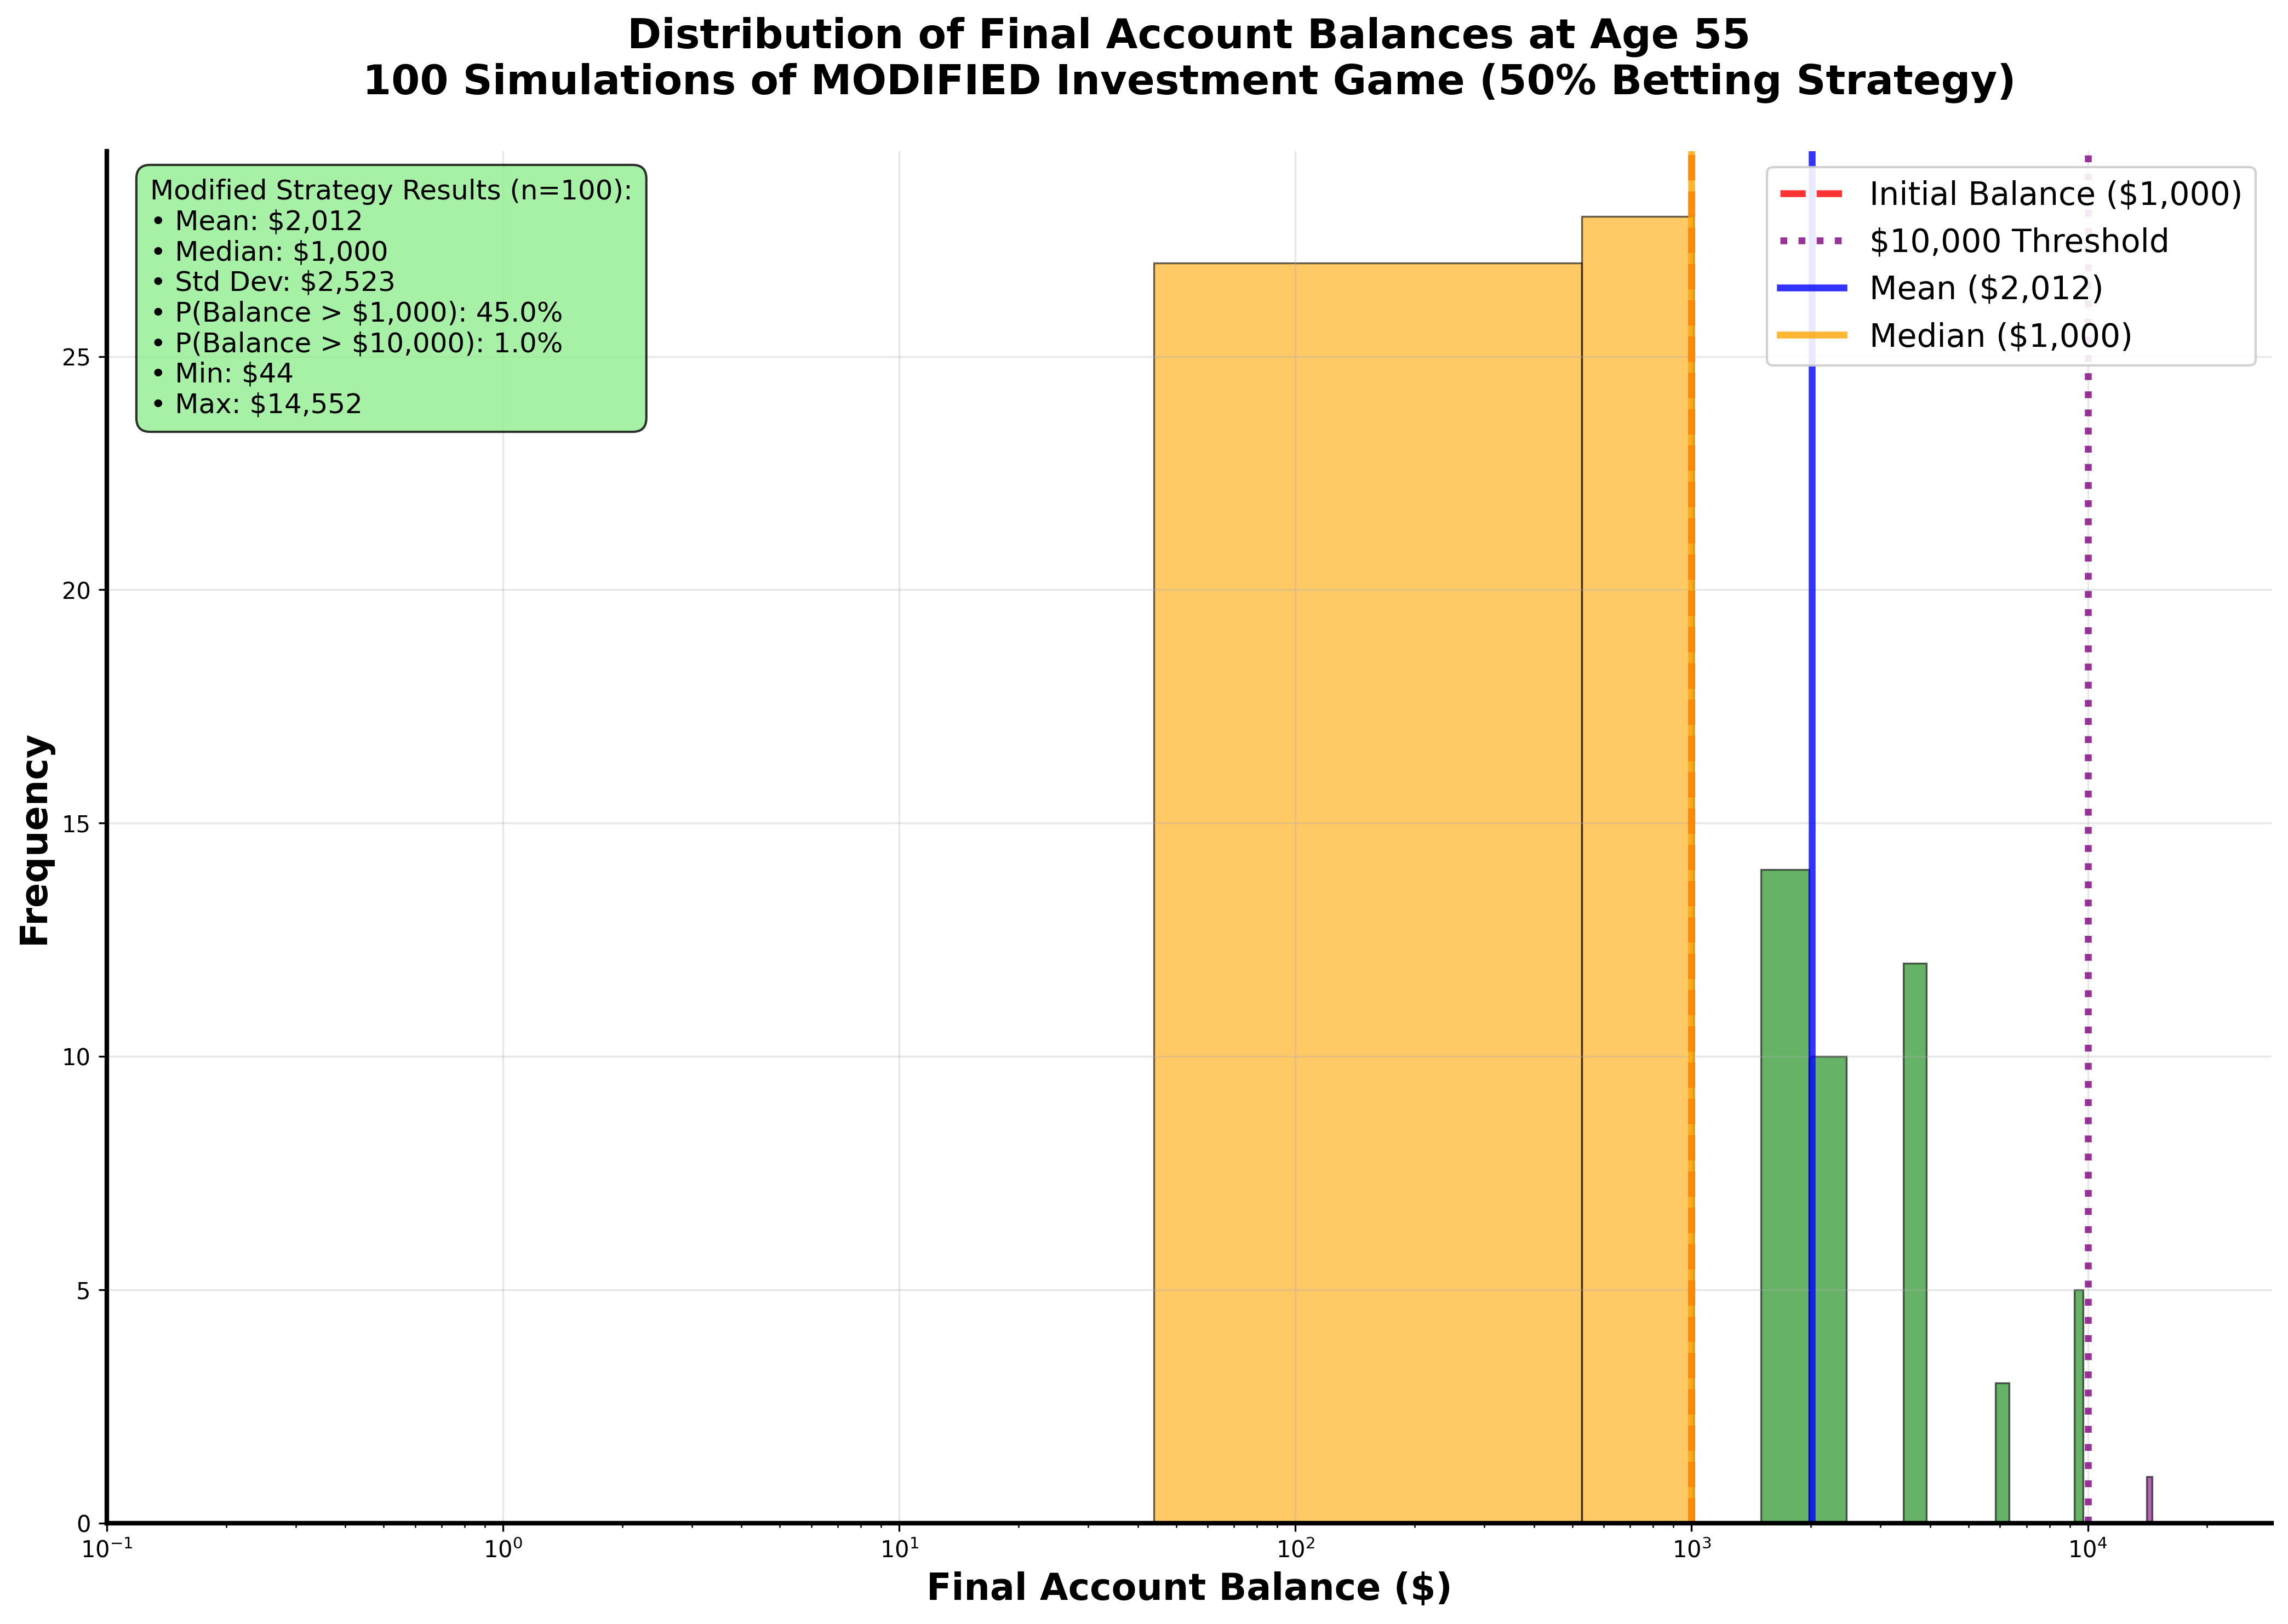 Distribution of Final Account Balances at Age 55
100 Simulations of MODIFIED Investment Game (50% Betting Strategy)
Modified Strategy Results (n=100):
• Mean: $2,012
• Median: $1,000
• Std Dev: $2,523
• P(Balance > $1,000): 45.0%
• P(Balance > $10,000): 1.0%
• Min: $44
• Max: $14,552
Initial Balance ($1,000)
$10,000 Threshold
Mean ($2,012)
Median ($1,000)
Frequency
25
20
15
10
5
0
10⁻¹
10⁰
10¹
10²
10³
10⁴
Final Account Balance ($)